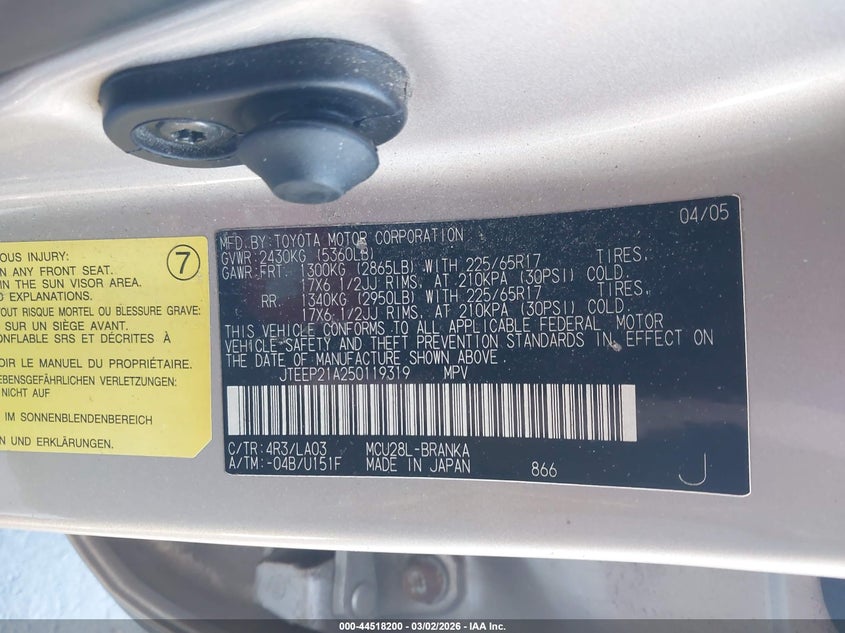 OUS INJURY:
N ANY FRONT SEAT.
IN THE SUN VISOR AREA.
D EXPLANATIONS.
TOUT RISQUE MORTEL OU BLESSURE GRAVE:
SUR UN SIÈGE AVANT.
CONFLABLE SRS ET DÉCRITES À
OIR LE MANUEL DU PROPRIÉTAIRE.
EBENSGEFÄHRLICHEN VERLETZUNG
NICHT AUF
IM SONNENBLENDENBEREICH
EN UND ERKLÄRUNGEN.
7
04/05
MFD.BY:TOYOTA MOTOR CORPORATION
GVWR:2430KG (5360LB)
GAWR:FRT. 1300KG (2865LB) WITH 225/65R17 TIRES,
17X6 1/2JJ RIMS, AT 210KPA (30PSI) COLD.
RR. 1340KG (2950LB) WITH 225/65R17 TIRES,
17X6 1/2JJ RIMS, AT 210KPA (30PSI) COLD.
THIS VEHICLE CONFORMS TO ALL APPLICABLE FEDERAL MOTOR
VEHICLE SAFETY AND THEFT PREVENTION STANDARDS IN EFFECT ON
THE DATE OF MANUFACTURE SHOWN ABOVE.
JTEEP21A250119319 MPV
C/TR:4R3/LA03 MCU28L-BRANKA
A/TM:-04B/U151F MADE IN JAPAN 866
J
000-44518200 - 03/02/2026 - IAA Inc.